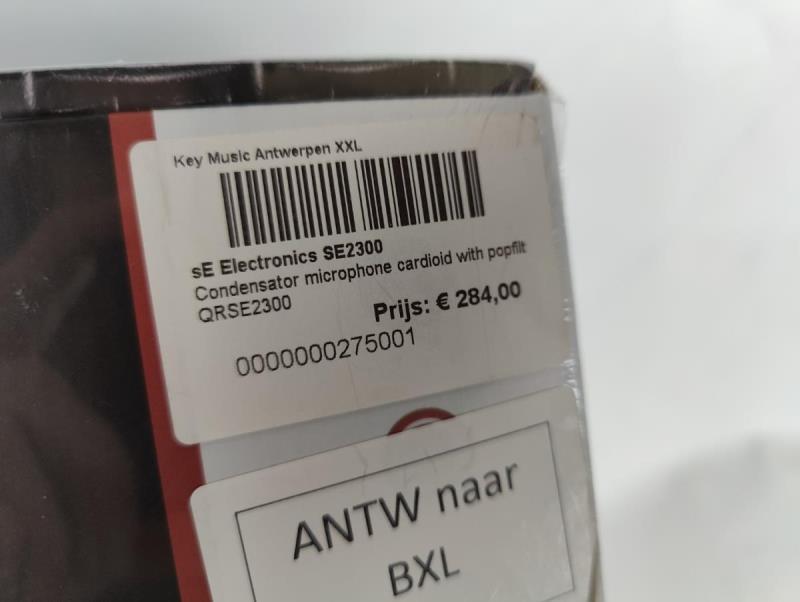 Key Music Antwerpen XXL
sE Electronics SE2300
Condensator microphone cardioid with popfilt
QRSE2300
Prijs: € 284,00
0000000275001
ANTW naar
BXL